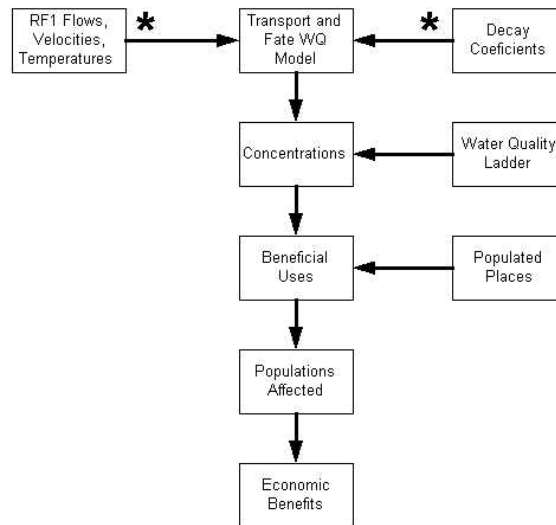 RF1 Flows,
Velocities,
Temperatures
*
Transport and
Fate WQ
Model
*
Decay
Coeficients
Concentrations
Water Quality
Ladder
Beneficial
Uses
Populated
Places
Populations
Affected
Economic
Benefits